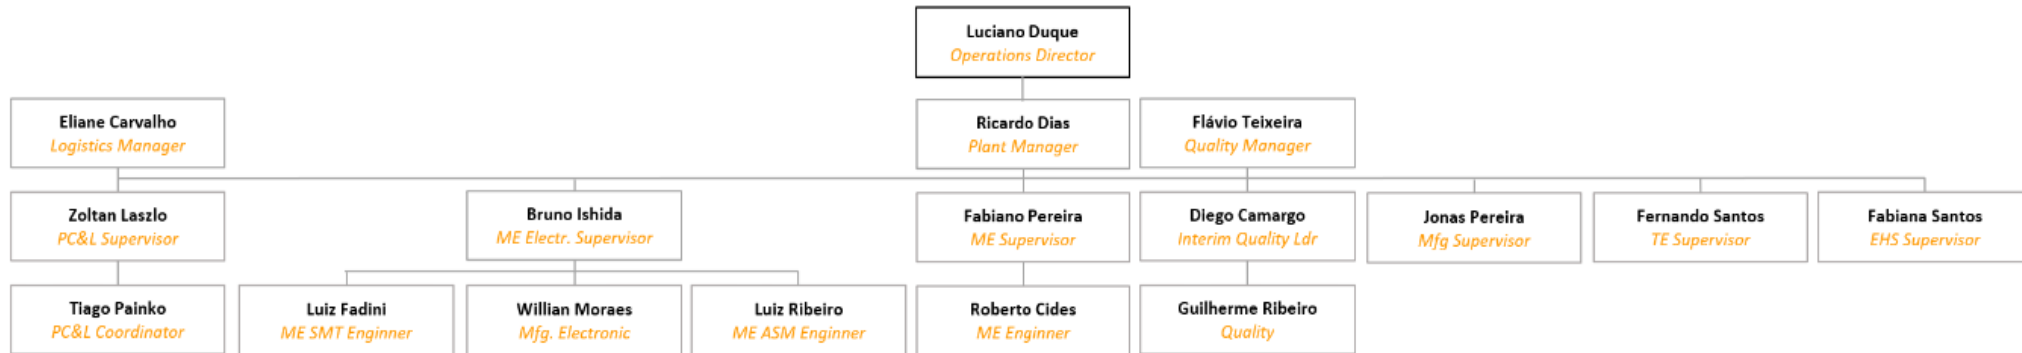 Luciano Duque
Operations Director
Eliane Carvalho
Logistics Manager
Ricardo Dias
Plant Manager
Flávio Teixeira
Quality Manager
Zoltan Laszlo
PC&L Supervisor
Bruno Ishida
ME Electr. Supervisor
Fabiano Pereira
ME Supervisor
Diego Camargo
Interim Quality Ldr
Jonas Pereira
Mfg Supervisor
Fernando Santos
TE Supervisor
Fabiana Santos
EHS Supervisor
Tiago Painko
PC&L Coordinator
Luiz Fadini
ME SMT Enginner
Willian Moraes
Mfg. Electronic
Luiz Ribeiro
ME ASM Enginner
Roberto Cides
ME Enginner
Guilherme Ribeiro
Quality